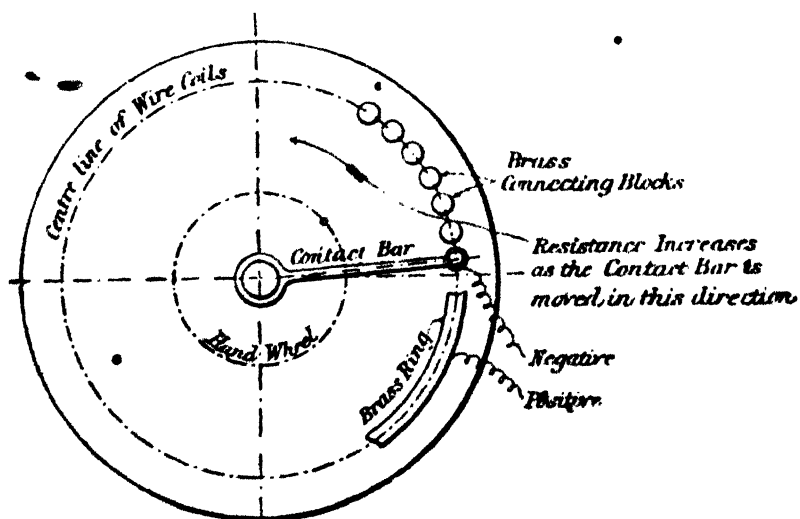 Centre line of Wire Coils
Brass
Connecting Blocks
Contact Bar
Resistance Increases
as the Contact Bar is
moved in this direction
Hand Wheel
Brass Ring
Negative
Positive